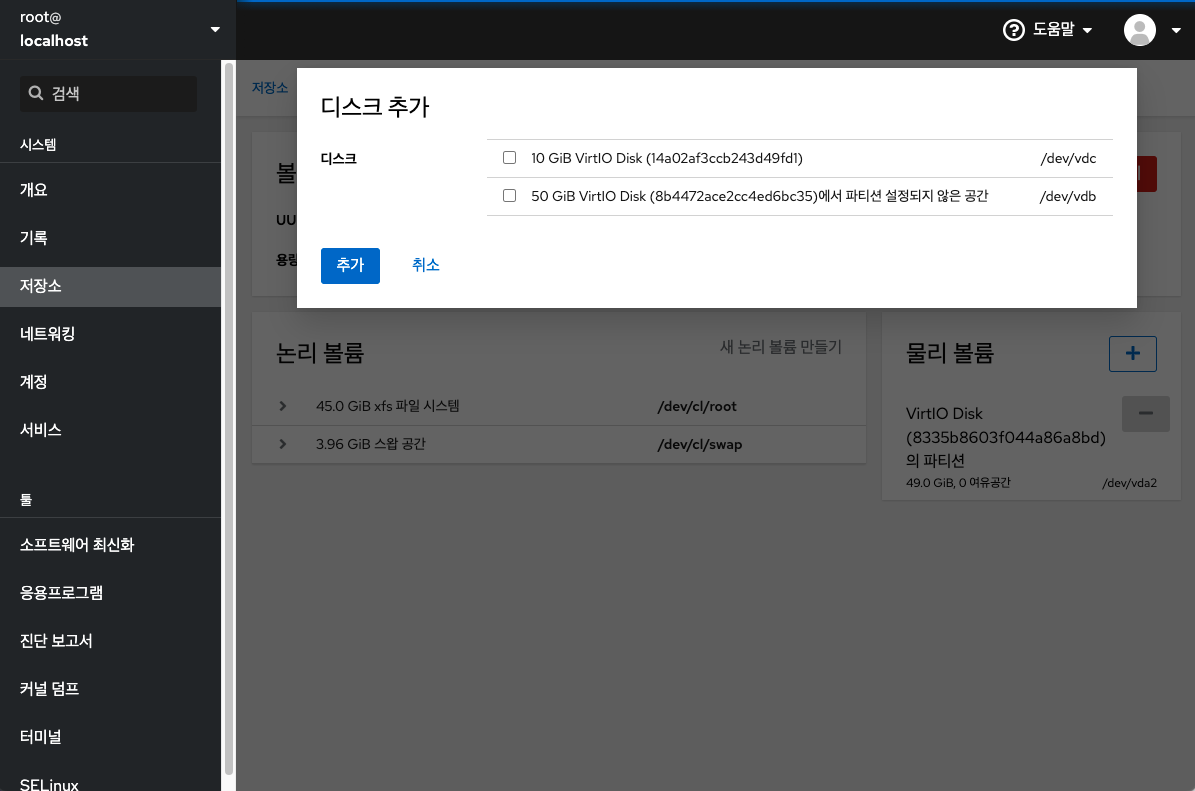 root@
localhost
도움말
검색
시스템
개요
기록
저장소
네트워킹
계정
서비스
툴
소프트웨어 최신화
응용프로그램
진단 보고서
커널 덤프
터미널
SELinux
저장소
디스크 추가
디스크
10 GiB VirtIO Disk (14a02af3ccb243d49fd1) /dev/vdc
50 GiB VirtIO Disk (8b4472ace2cc4ed6bc35)에서 파티션 설정되지 않은 공간 /dev/vdb
추가 취소
볼
UU
용량
논리 볼륨 새 논리 볼륨 만들기
45.0 GiB xfs 파일 시스템 /dev/cl/root
3.96 GiB 스왑 공간 /dev/cl/swap
물리 볼륨
VirtIO Disk
(8335b8603f044a86a8bd)
의 파티션
49.0 GiB, 0 여유공간 /dev/vda2